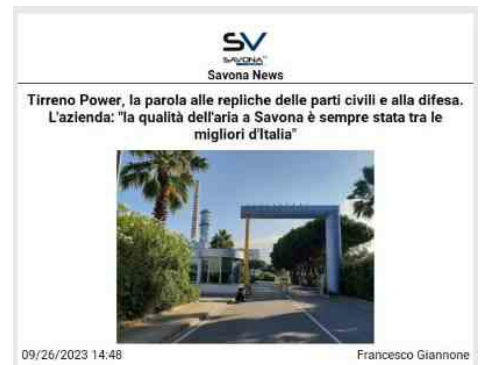 SV
SAVONA
Savona News
Tirreno Power, la parola alle repliche delle parti civili e alla difesa.
L'azienda: "la qualità dell'aria a Savona è sempre stata tra le
migliori d'Italia"
09/26/2023 14:48
Francesco Giannone